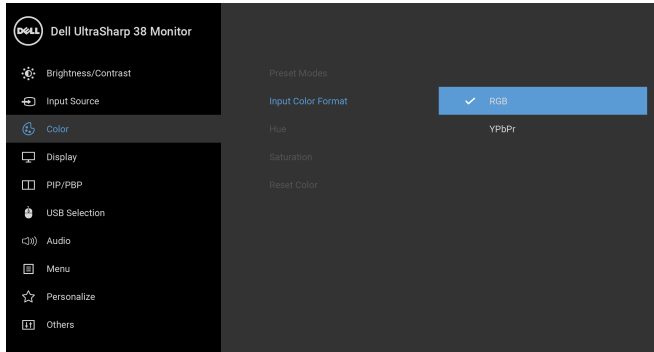 DELL Dell UltraSharp 38 Monitor
Brightness/Contrast
Input Source
Color
Display
PIP/PBP
USB Selection
Audio
Menu
Personalize
Others
Preset Modes
Input Color Format
Hue
Saturation
Reset Color
RGB
YPbPr